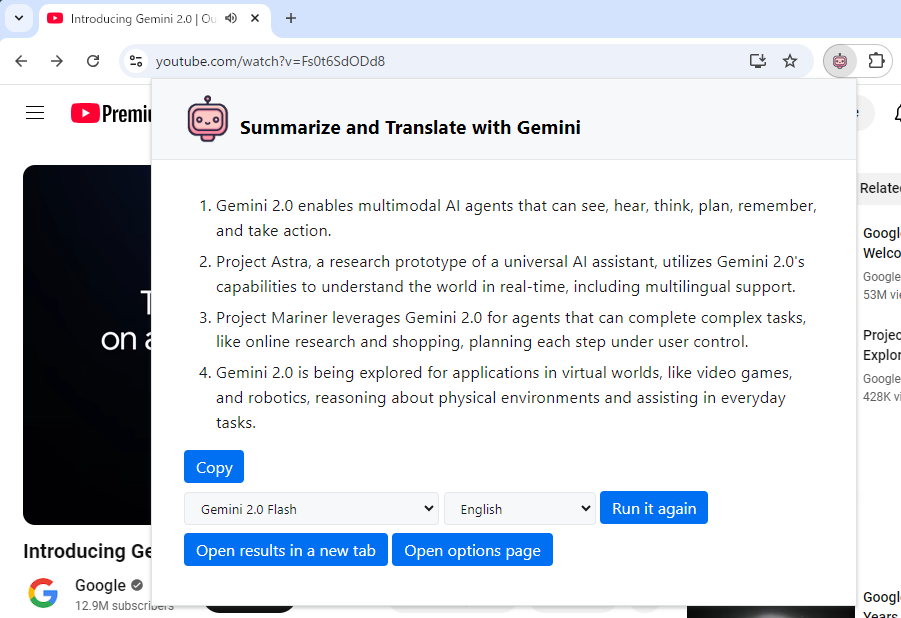 Introducing Gemini 2.0 | Ou
youtube.com/watch?v=Fs0t6SdODd8
Premiu
Summarize and Translate with Gemini
1. Gemini 2.0 enables multimodal AI agents that can see, hear, think, plan, remember,
and take action.
2. Project Astra, a research prototype of a universal AI assistant, utilizes Gemini 2.0's
capabilities to understand the world in real-time, including multilingual support.
3. Project Mariner leverages Gemini 2.0 for agents that can complete complex tasks,
like online research and shopping, planning each step under user control.
4. Gemini 2.0 is being explored for applications in virtual worlds, like video games,
and robotics, reasoning about physical environments and assisting in everyday
tasks.
Copy
Gemini 2.0 Flash English Run it again
Open results in a new tab Open options page
on a
Introducing Ge
Google
12.9M subscribers
Relate
Googl
Welco
Google
53M vie
Projec
Explor
Google
428K vi
Googl
Years